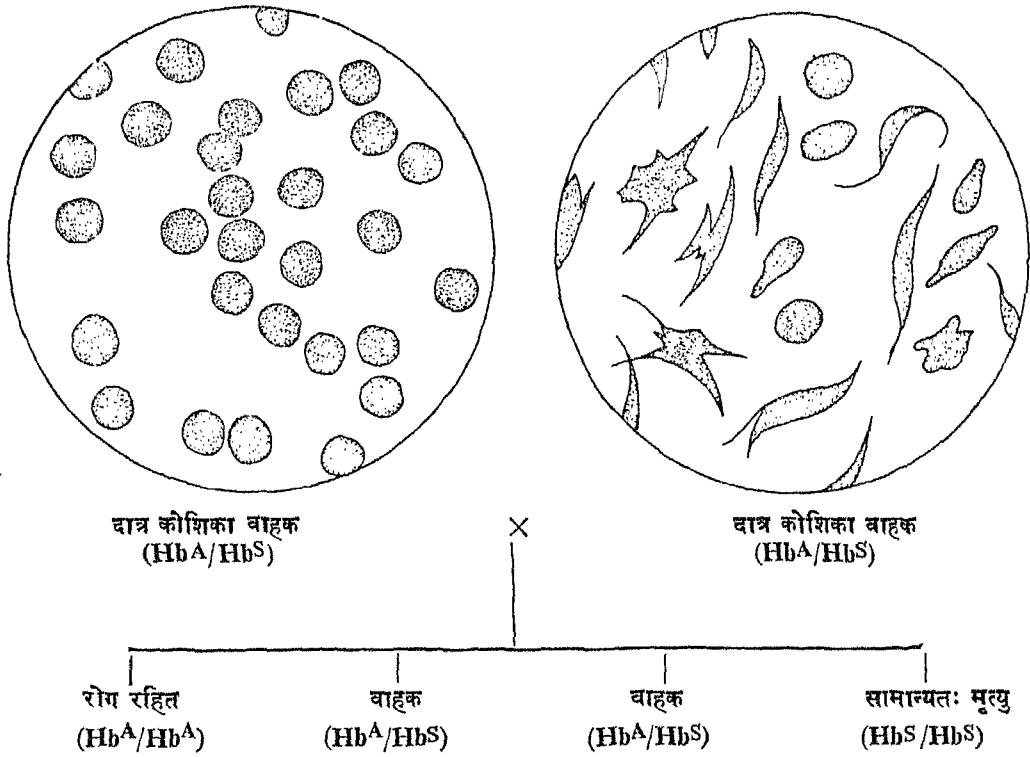 दात्र कोशिका वाहक × दात्र कोशिका वाहक
(HbA/HbS) (HbA/HbS)
रोग रहित वाहक वाहक सामान्यतः मृत्यु
(HbA/HbA) (HbA/HbS) (HbA/HbS) (HbS/HbS)